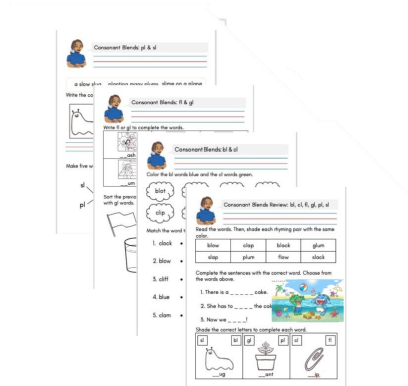 Consonant Blends: pl & sl
a slow slug planting many plums slime on a
Write the co
Make five w
sl
pl
Consonant Blends: fl & gl
Write fl or gl to complete the words.
__ash
__um
Sort the
with gl words.
Consonant Blends: bl & cl
Color the bl words blue and the cl words green.
blot
clip
Match the word t
1. clock
2. blow
3. cliff
4. blue
5. clam
Consonant Blends Review: bl, cl, fl, gl, pl, sl
Read the words. Then, shade each rhyming pair with the same
color.
blow clap black glum
slap plum flow slack
Complete the sentences with the correct word. Choose from
the words above.
1. There is a _ _ _ _ _ cake.
2. She has to _ _ _ _ _ the cak
3. Now we _ _ _ _!
Shade the correct letters to complete each word.
sl bl gl pl sl fl
__ug __ant __ip